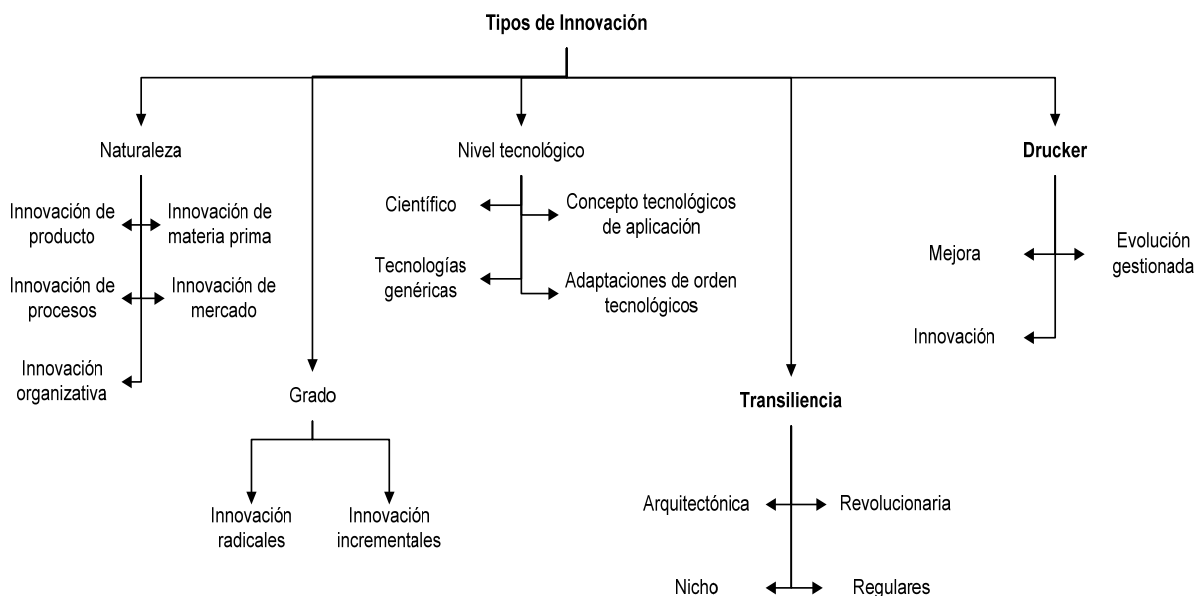 Tipos de Innovación
Naturaleza
Innovación de
producto
Innovación de
materia prima
Innovación de
procesos
Innovación de
mercado
Innovación
organizativa
Grado
Innovación
radicales
Innovación
incrementales
Nivel tecnológico
Científico
Concepto tecnológicos
de aplicación
Tecnologías
genéricas
Adaptaciones de orden
tecnológicos
Transiliencia
Arquitectónica
Revolucionaria
Nicho
Regulares
Drucker
Mejora
Evolución
gestionada
Innovación